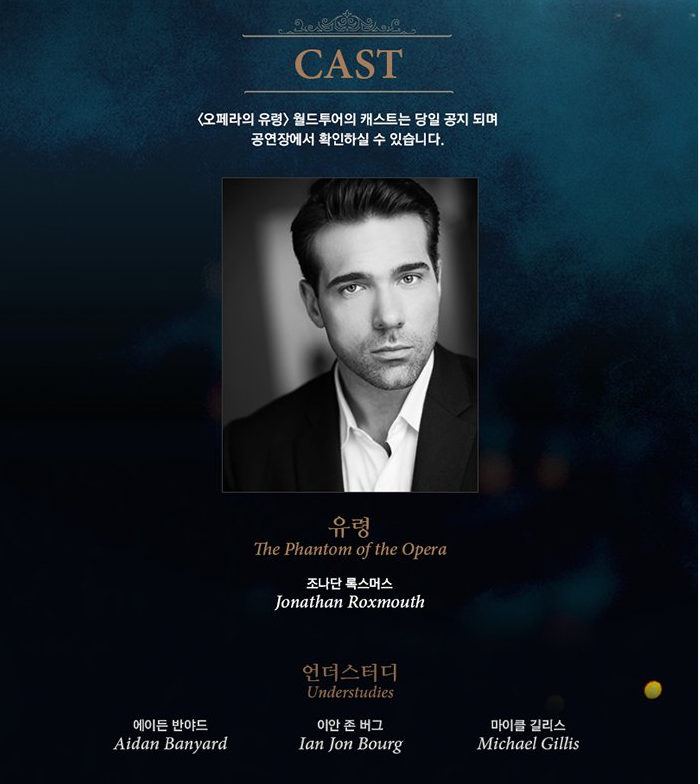 CAST
<오페라의 유령> 월드투어의 캐스트는 당일 공지 되며
공연장에서 확인하실 수 있습니다.
유령
The Phantom of the Opera
조나단 록스머스
Jonathan Roxmouth
언더스터디
Understudies
에이든 반야드
Aidan Banyard
이안 존 버그
Ian Jon Bourg
마이클 길리스
Michael Gillis